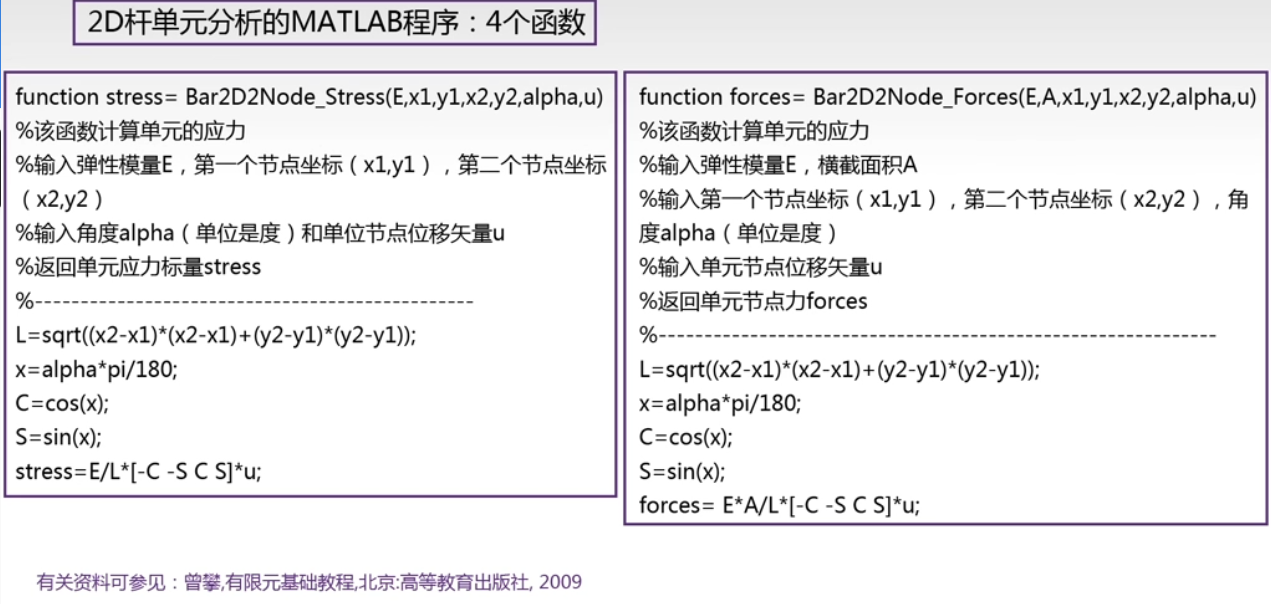 2D杆单元分析的MATLAB程序：4个函数
function stress= Bar2D2Node_Stress(E,x1,y1,x2,y2,alpha,u)
%该函数计算单元的应力
%输入弹性模量E，第一个节点坐标（x1,y1），第二个节点坐标
（x2,y2）
%输入角度alpha（单位是度）和单位节点位移矢量u
%返回单元应力标量stress
%------------------------------------------------
L=sqrt((x2-x1)*(x2-x1)+(y2-y1)*(y2-y1));
x=alpha*pi/180;
C=cos(x);
S=sin(x);
stress=E/L*[-C -S C S]*u;
function forces= Bar2D2Node_Forces(E,A,x1,y1,x2,y2,alpha,u)
%该函数计算单元的应力
%输入弹性模量E，横截面积A
%输入第一个节点坐标（x1,y1），第二个节点坐标（x2,y2），角
度alpha（单位是度）
%输入单元节点位移矢量u
%返回单元节点力forces
%-------------------------------------------------------------
L=sqrt((x2-x1)*(x2-x1)+(y2-y1)*(y2-y1));
x=alpha*pi/180;
C=cos(x);
S=sin(x);
forces= E*A/L*[-C -S C S]*u;
有关资料可参见：曾攀,有限元基础教程,北京:高等教育出版社, 2009